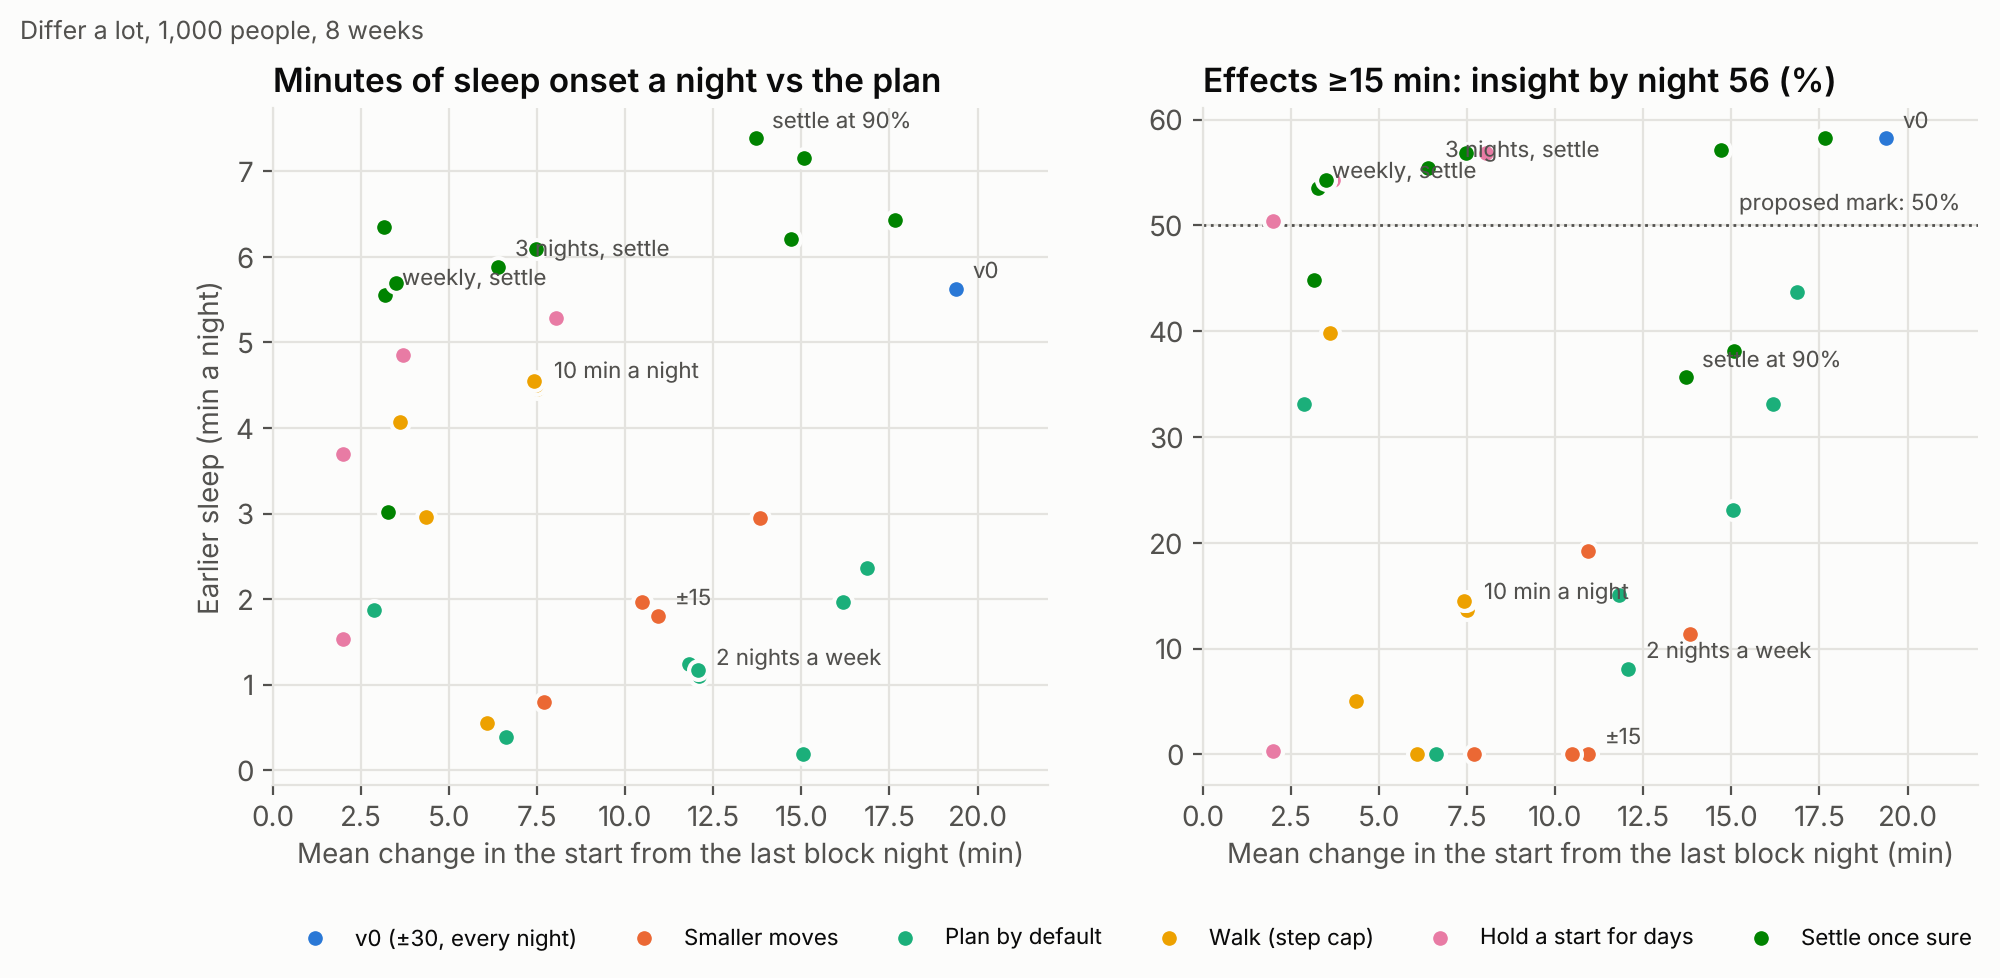 Differ a lot, 1,000 people, 8 weeks
Minutes of sleep onset a night vs the plan
Earlier sleep (min a night)
7
6
5
4
3
2
1
0
settle at 90%
3 nights, settle
weekly, settle
v0
10 min a night
±15
2 nights a week
0.0 2.5 5.0 7.5 10.0 12.5 15.0 17.5 20.0
Mean change in the start from the last block night (min)
Effects ≥15 min: insight by night 56 (%)
60
50
40
30
20
10
0
v0
3 nights, settle
weekly, settle
proposed mark: 50%
settle at 90%
10 min a night
2 nights a week
±15
0.0 2.5 5.0 7.5 10.0 12.5 15.0 17.5 20.0
Mean change in the start from the last block night (min)
v0 (±30, every night) Smaller moves Plan by default Walk (step cap) Hold a start for days Settle once sure